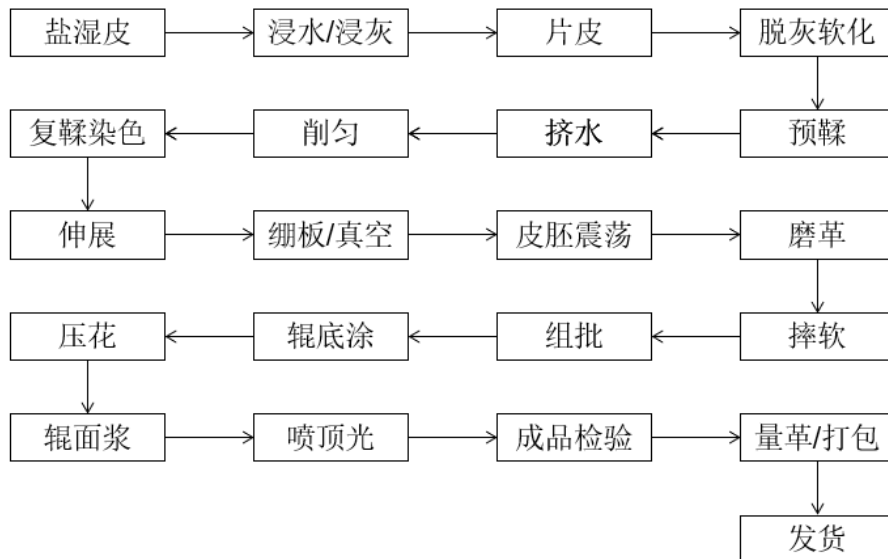 盐湿皮 浸水/浸灰 片皮 脱灰软化
复鞣染色 削匀 挤水 预鞣
伸展 绷板/真空 皮胚震荡 磨革
压花 辊底涂 组批 摔软
辊面浆 喷顶光 成品检验 量革/打包
发货